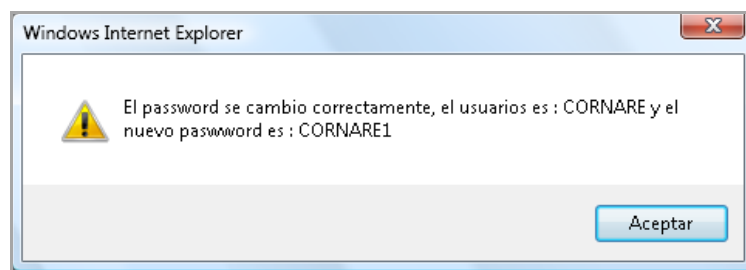 Windows Internet Explorer
El password se cambio correctamente, el usuarios es : CORNARE y el
nuevo paswword es : CORNARE1
Aceptar